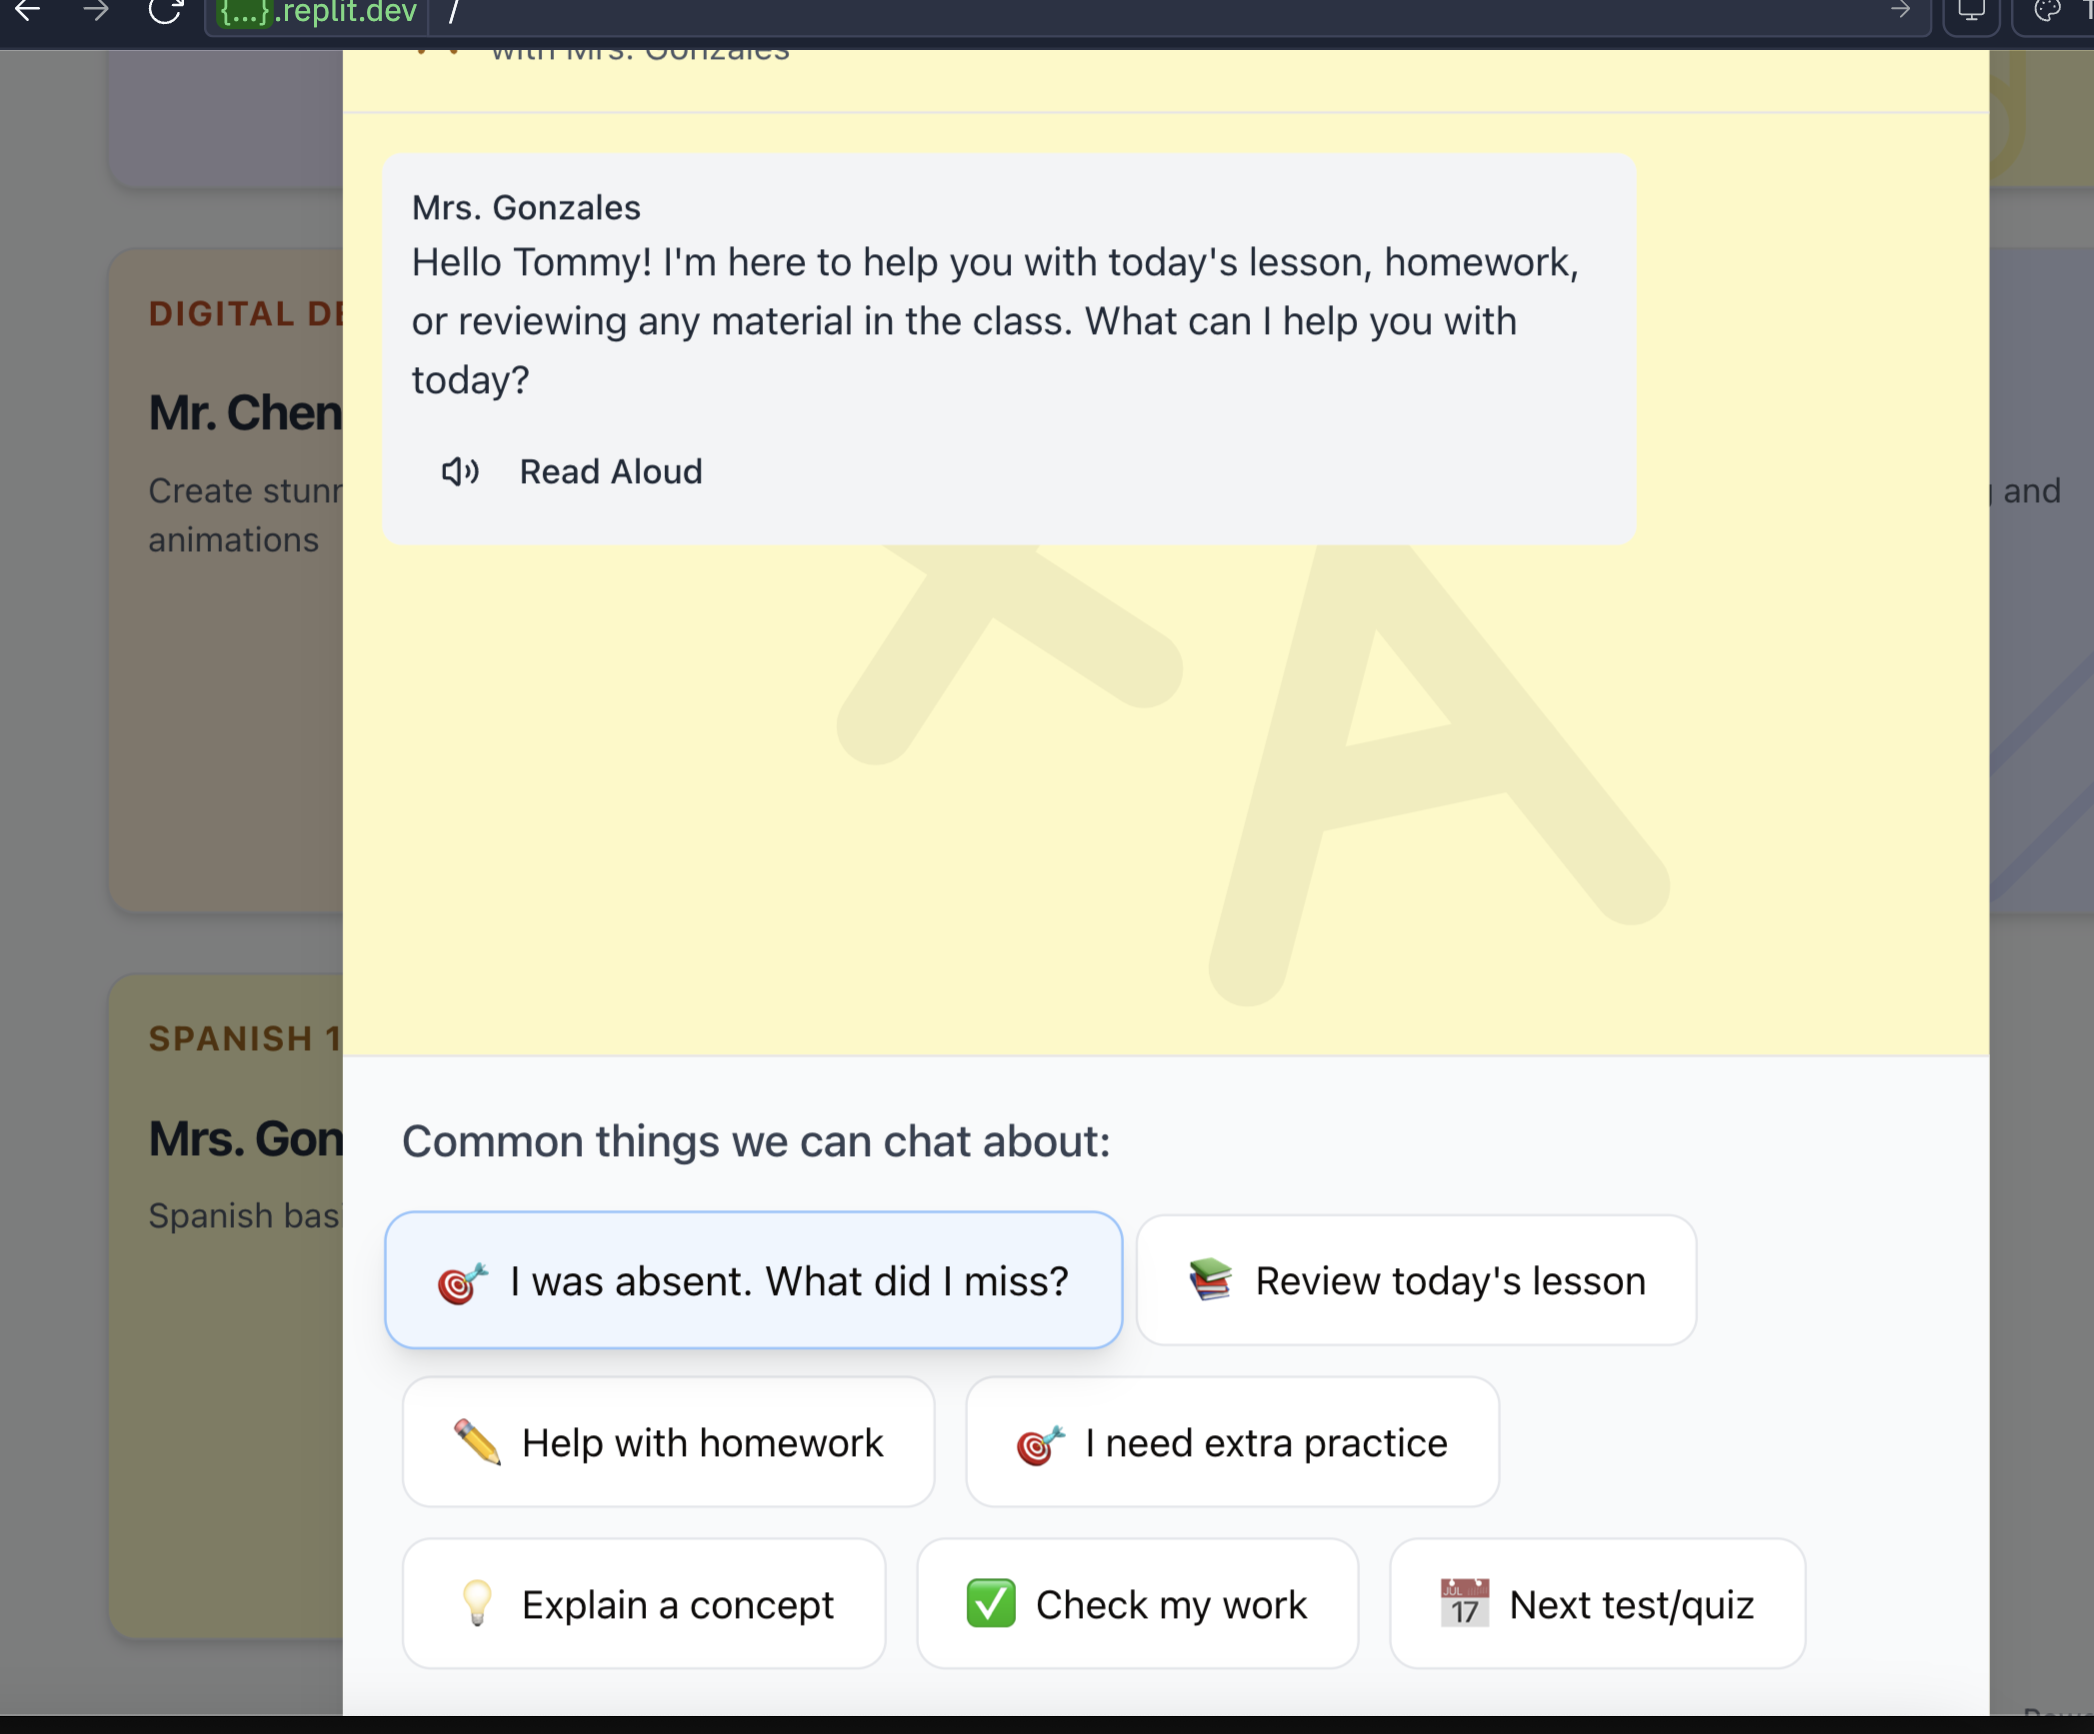 {...}.replit.dev /
with Mrs. Gonzales
Mrs. Gonzales
Hello Tommy! I'm here to help you with today's lesson, homework,
or reviewing any material in the class. What can I help you with
today?
Read Aloud
DIGITAL DE
Mr. Chen
Create stunn
animations
and
SPANISH 1
Mrs. Gon
Spanish bas
Common things we can chat about:
I was absent. What did I miss?
Review today's lesson
Help with homework
I need extra practice
Explain a concept
Check my work
JUL
17
Next test/quiz